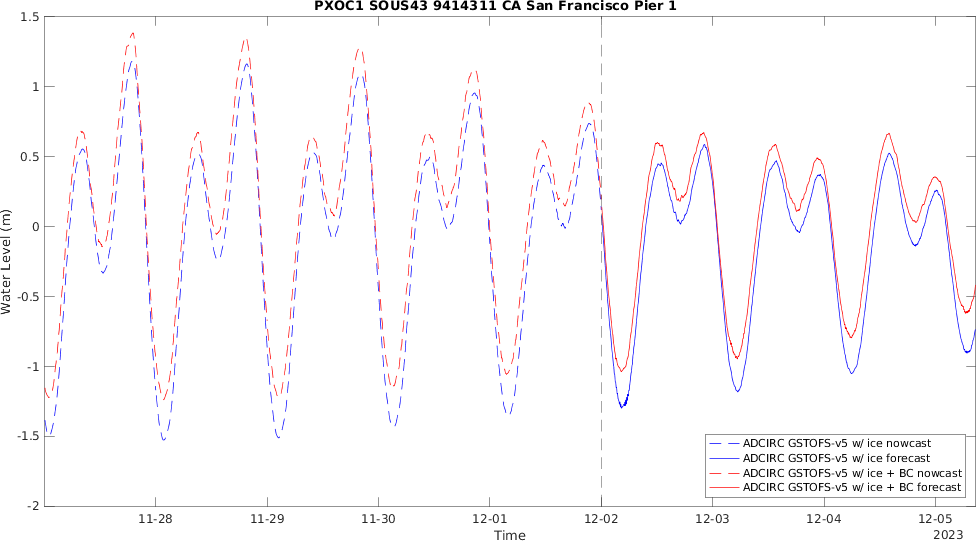 PXOC1 SOUS43 9414311 CA San Francisco Pier 1
1.5
1
0.5
0
-0.5
-1
-1.5
-2
Water Level (m)
ADCIRC GSTOFS-v5 w/ ice nowcast
ADCIRC GSTOFS-v5 w/ ice forecast
ADCIRC GSTOFS-v5 w/ ice + BC nowcast
ADCIRC GSTOFS-v5 w/ ice + BC forecast
11-28 11-29 11-30 12-01 12-02 12-03 12-04 12-05
Time
2023